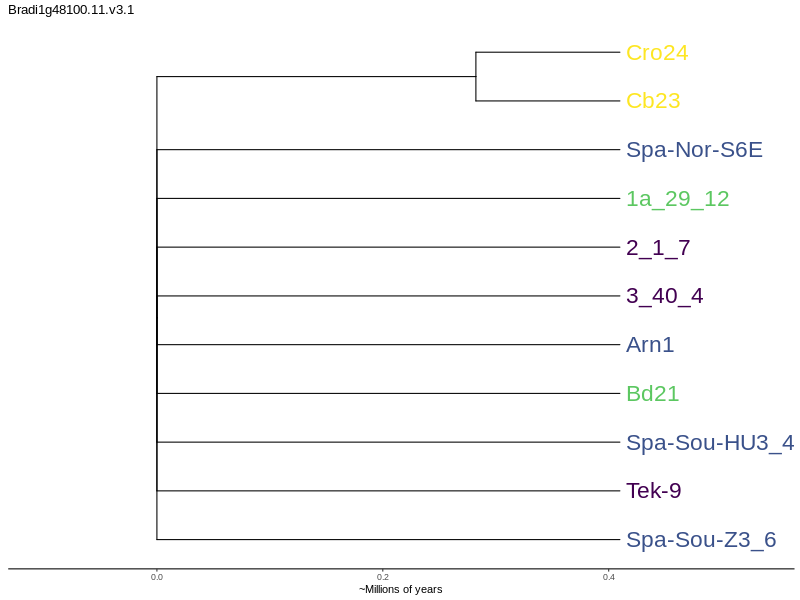 Bradi1g48100.11.v3.1
Cro24
Cb23
Spa-Nor-S6E
1a_29_12
2_1_7
3_40_4
Arn1
Bd21
Spa-Sou-HU3_4
Tek-9
Spa-Sou-Z3_6
0.0 0.2 0.4
~Millions of years